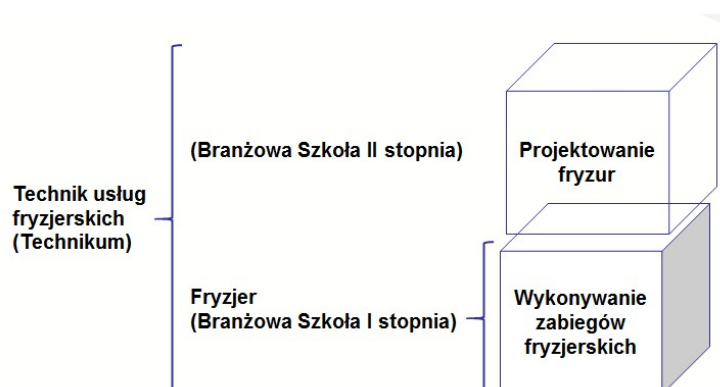 Technik usług
fryzjerskich
(Technikum)
(Branżowa Szkoła II stopnia)
Projektowanie
fryzur
Fryzjer
(Branżowa Szkoła I stopnia)
Wykonywanie
zabiegów
fryzjerskich